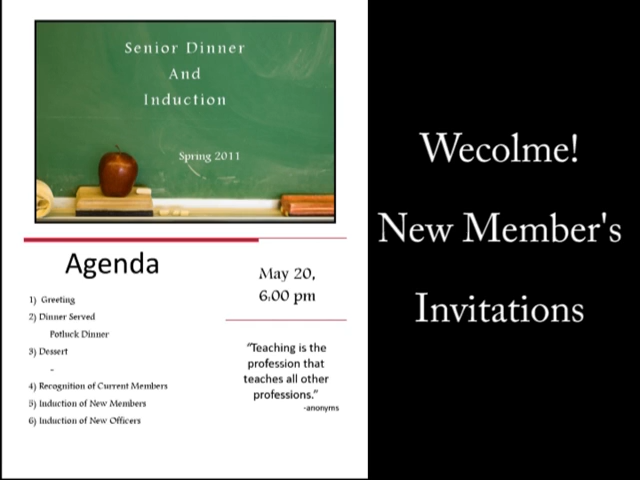 Senior Dinner
And
Induction
Spring 2011
Agenda
1) Greeting
2) Dinner Served
Potluck Dinner
3) Dessert
-
4) Recognition of Current Members
5) Induction of New Members
6) Induction of New Officers
May 20,
6:00 pm
"Teaching is the
profession that
teaches all other
professions."
-anonyms
Wecolme!
New Member's
Invitations